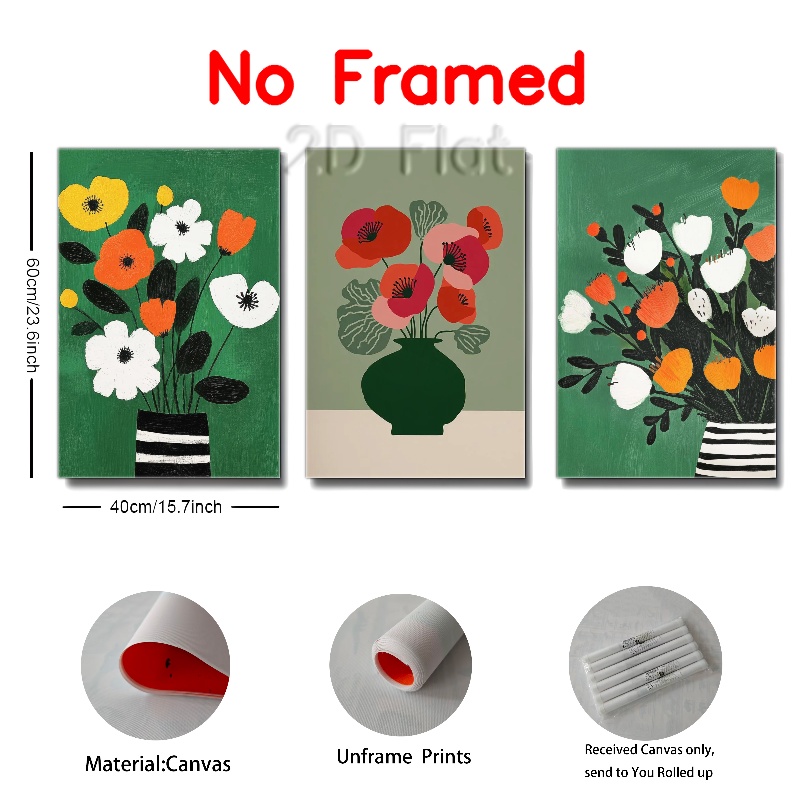 No Framed
2D Flat
60cm/23.6inch
40cm/15.7inch
Material:Canvas
Unframe Prints
Received Canvas only,
send to You Rolled up